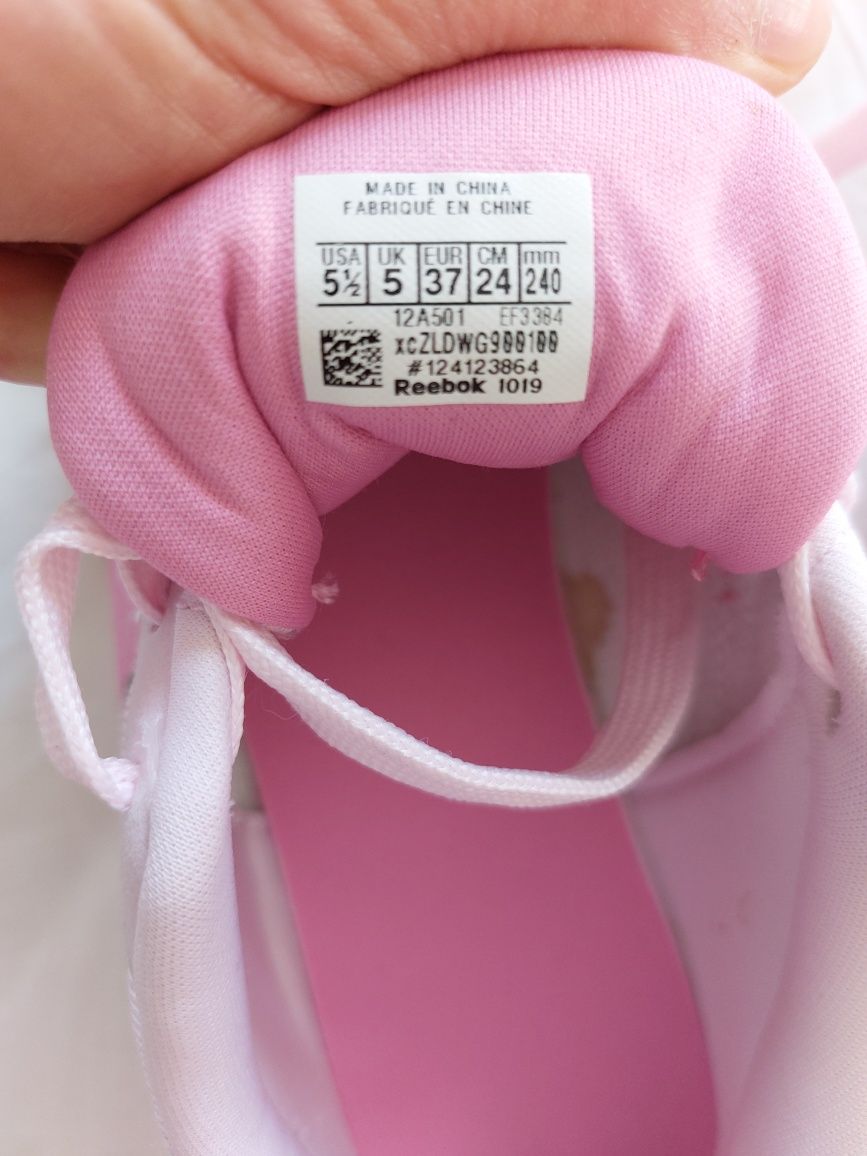 MADE IN CHINA
FABRIQUÉ EN CHINE
USA UK EUR CM mm
5½ 5 37 24 240
12A501 EF3384
xcZLDWG900100
#124123864
Reebok 1019